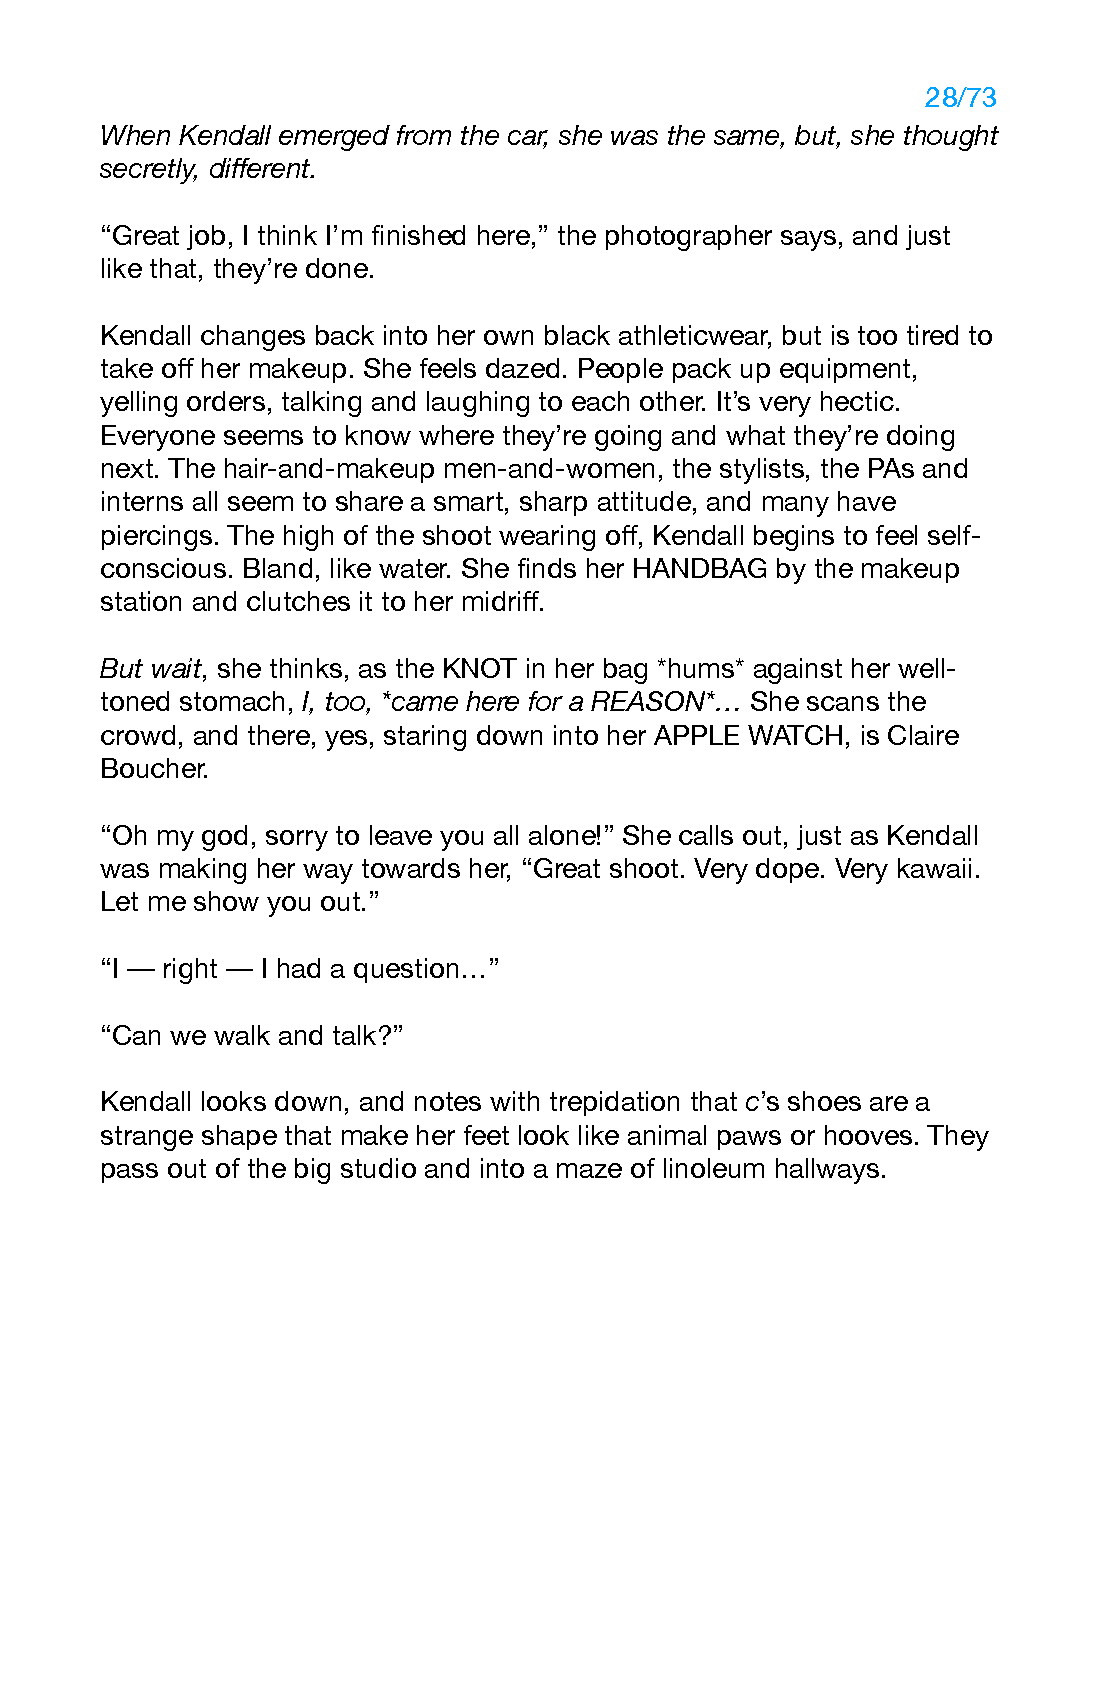 28/73
When Kendall emerged from the car, she was the same, but, she thought
secretly, different.
“Great job, I think I’m finished here,” the photographer says, and just
like that, they’re done.
Kendall changes back into her own black athleticwear, but is too tired to
take off her makeup. She feels dazed. People pack up equipment,
yelling orders, talking and laughing to each other. It’s very hectic.
Everyone seems to know where they’re going and what they’re doing
next. The hair-and-makeup men-and-women, the stylists, the PAs and
interns all seem to share a smart, sharp attitude, and many have
piercings. The high of the shoot wearing off, Kendall begins to feel self-
conscious. Bland, like water. She finds her HANDBAG by the makeup
station and clutches it to her midriff.
But wait, she thinks, as the KNOT in her bag *hums* against her well-
toned stomach, I, too, *came here for a REASON*… She scans the
crowd, and there, yes, staring down into her APPLE WATCH, is Claire
Boucher.
“Oh my god, sorry to leave you all alone!” She calls out, just as Kendall
was making her way towards her, “Great shoot. Very dope. Very kawaii.
Let me show you out.”
“I — right — I had a question…”
“Can we walk and talk?”
Kendall looks down, and notes with trepidation that c’s shoes are a
strange shape that make her feet look like animal paws or hooves. They
pass out of the big studio and into a maze of linoleum hallways.